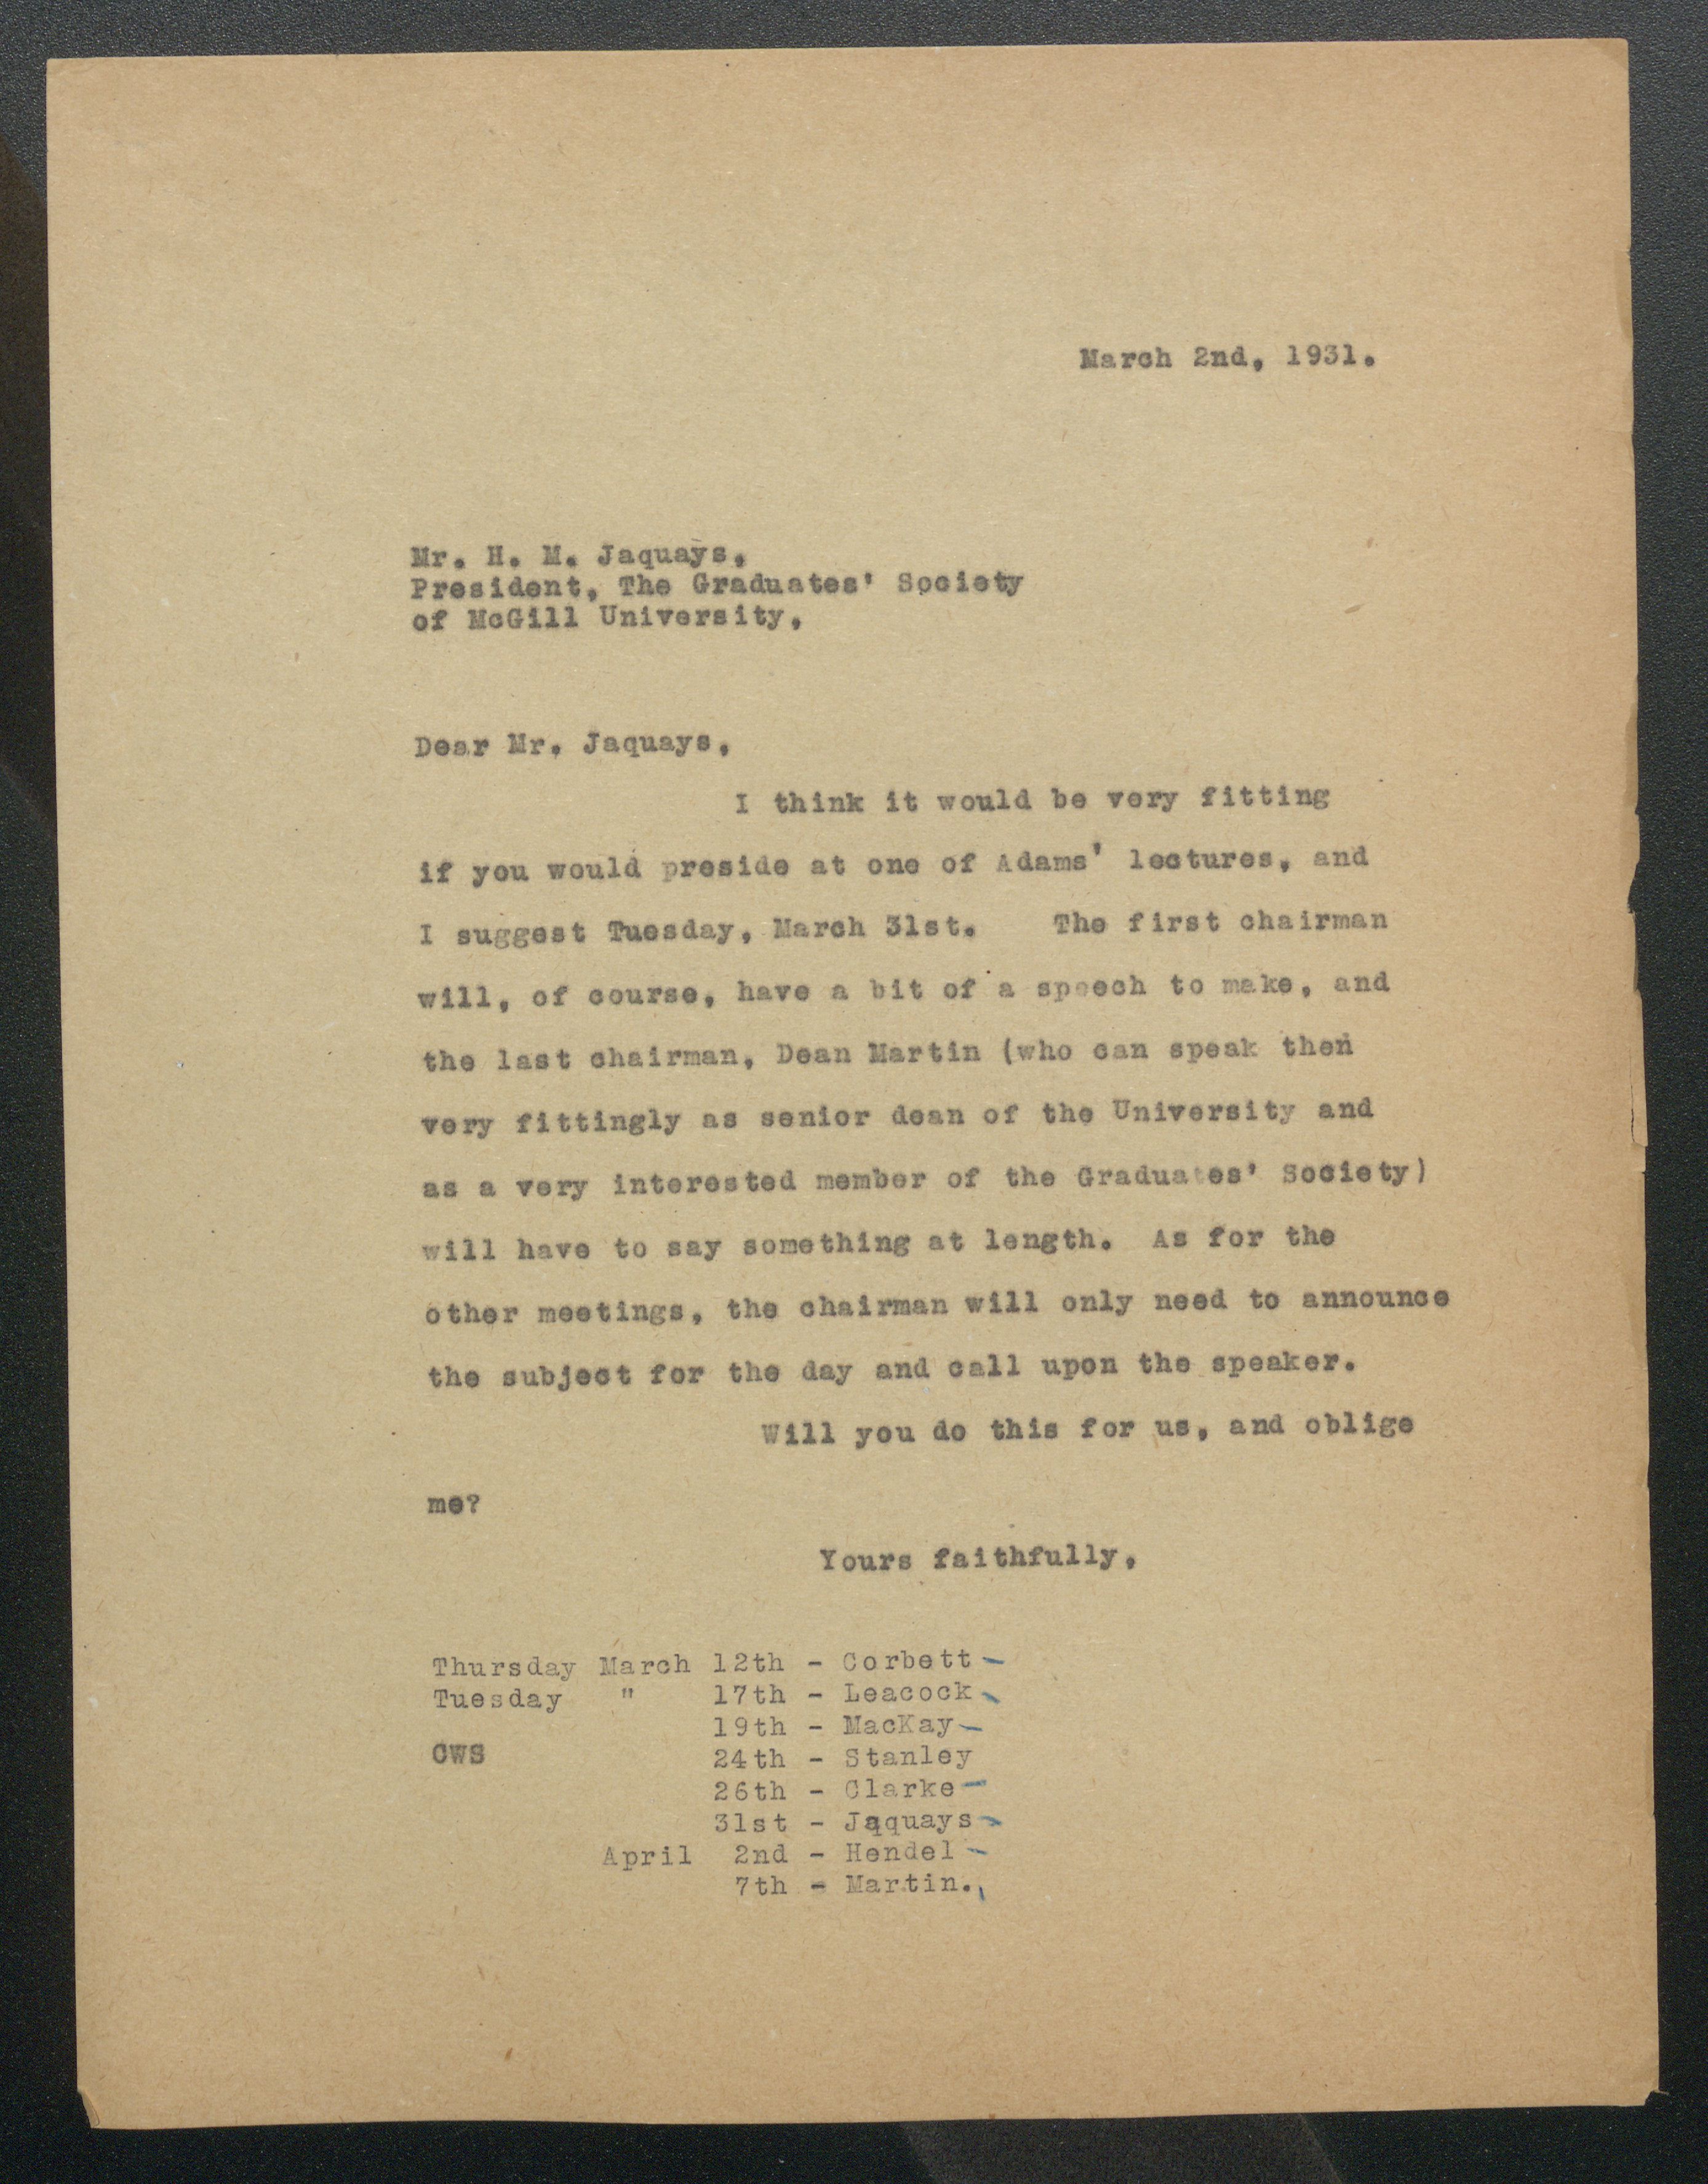 March 2nd, 1931.
Mr. H. M. Jaquays,
President, The Graduates' Society
of McGill University,
Dear Mr. Jaquays,
I think it would be very fitting
if you would preside at one of Adams' lectures, and
I suggest Tuesday, March 31st. The first chairman
will, of course, have a bit of a speech to make, and
the last chairman, Dean Martin (who can speak then
very fittingly as senior dean of the University and
as a very interested member of the Graduates' Society)
will have to say something at length. As for the
other meetings, the chairman will only need to announce
the subject for the day and call upon the speaker.
Will you do this for us, and oblige
me?
Yours faithfully,
Thursday March 12th - Corbett
Tuesday " 17th - Leacock
19th - MacKay
CWS 24th - Stanley
26th - Clarke
31st - Jaquays
April 2nd - Hendel
7th - Martin.